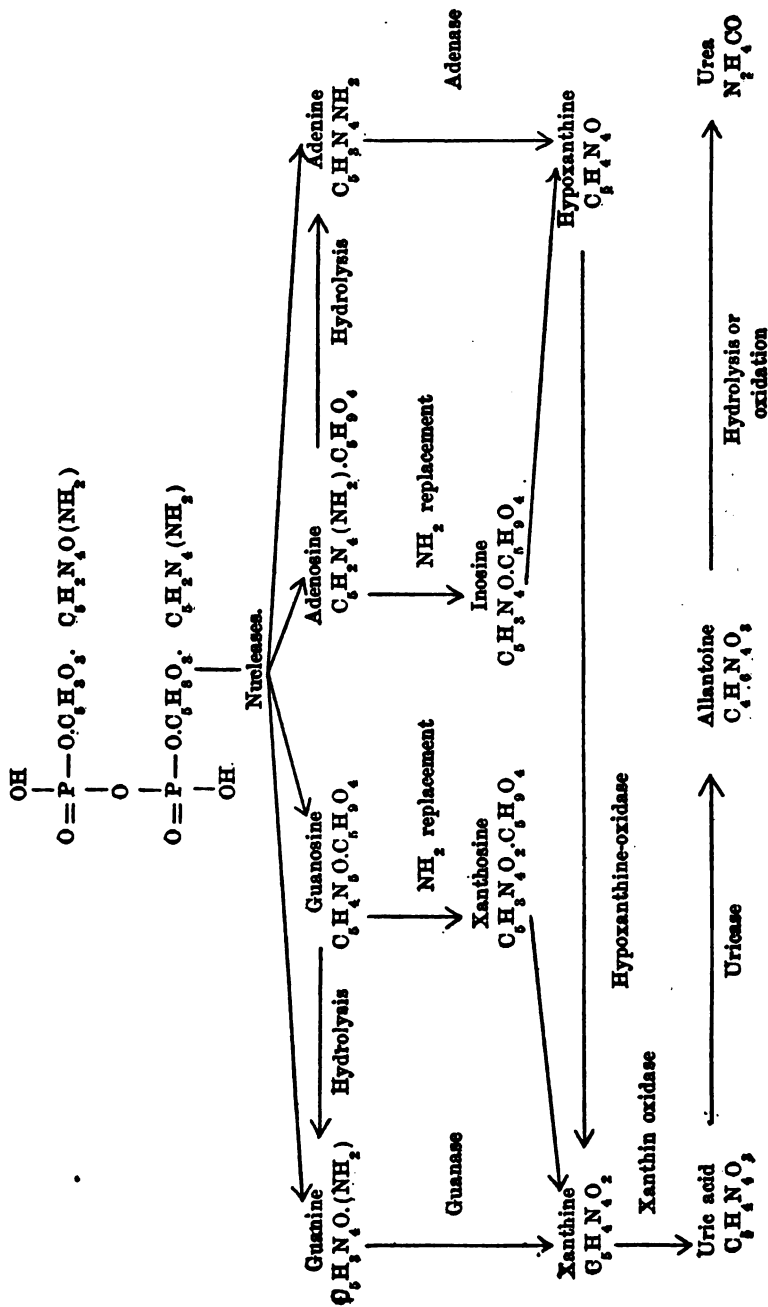 OH
O=P—O.C₅H₈O₃. C₅H₂N₄O(NH₂)
O
O=P—O.C₅H₈O₃. C₅H₂N₄(NH₂)
OH
Nucleases.
Guanine
C₅H₃N₄O.(NH₂)
Hydrolysis
Guanosine
C₅H₄N₅O.C₅H₉O₄
Adenosine
C₅H₂N₄(NH₂).C₅H₉O₄
Hydrolysis
Adenine
C₅H₃N₄NH₂
Guanase
NH₂ replacement
NH₂ replacement
Adenase
Xanthosine
C₅H₃N₄O₂.C₅H₉O₄
Inosine
C₅H₃N₄O.C₅H₉O₄
Xanthine
C₅H₄N₄O₂
Hypoxanthine
C₅H₄N₄O
Xanthin oxidase
Hypoxanthine-oxidase
Uric acid
C₅H₄N₄O₃
Uricase
Allantoine
C₄H₆N₄O₃
Hydrolysis or
oxidation
Urea
N₂H₄CO